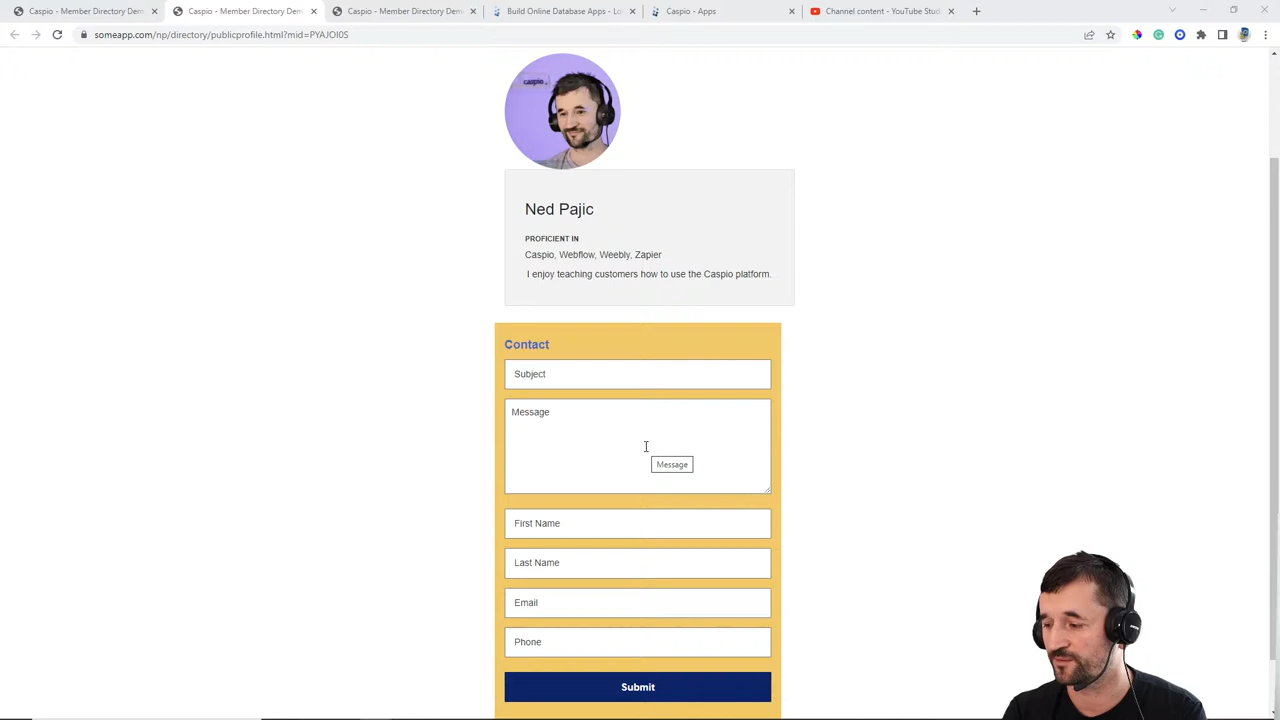 Caspio - Member Directory Dem
Caspio - Member Directory Dem
Caspio - Member Directory Dem
Build Online Database Apps - Lo
Caspio - Apps
Channel content - YouTube Stud
someapp.com/np/directory/publicprofile.html?mid=PYAJOI0S
caspio
Ned Pajic
PROFICIENT IN
Caspio, Webflow, Weebly, Zapier
I enjoy teaching customers how to use the Caspio platform.
Contact
Subject
Message
Message
First Name
Last Name
Email
Phone
Submit